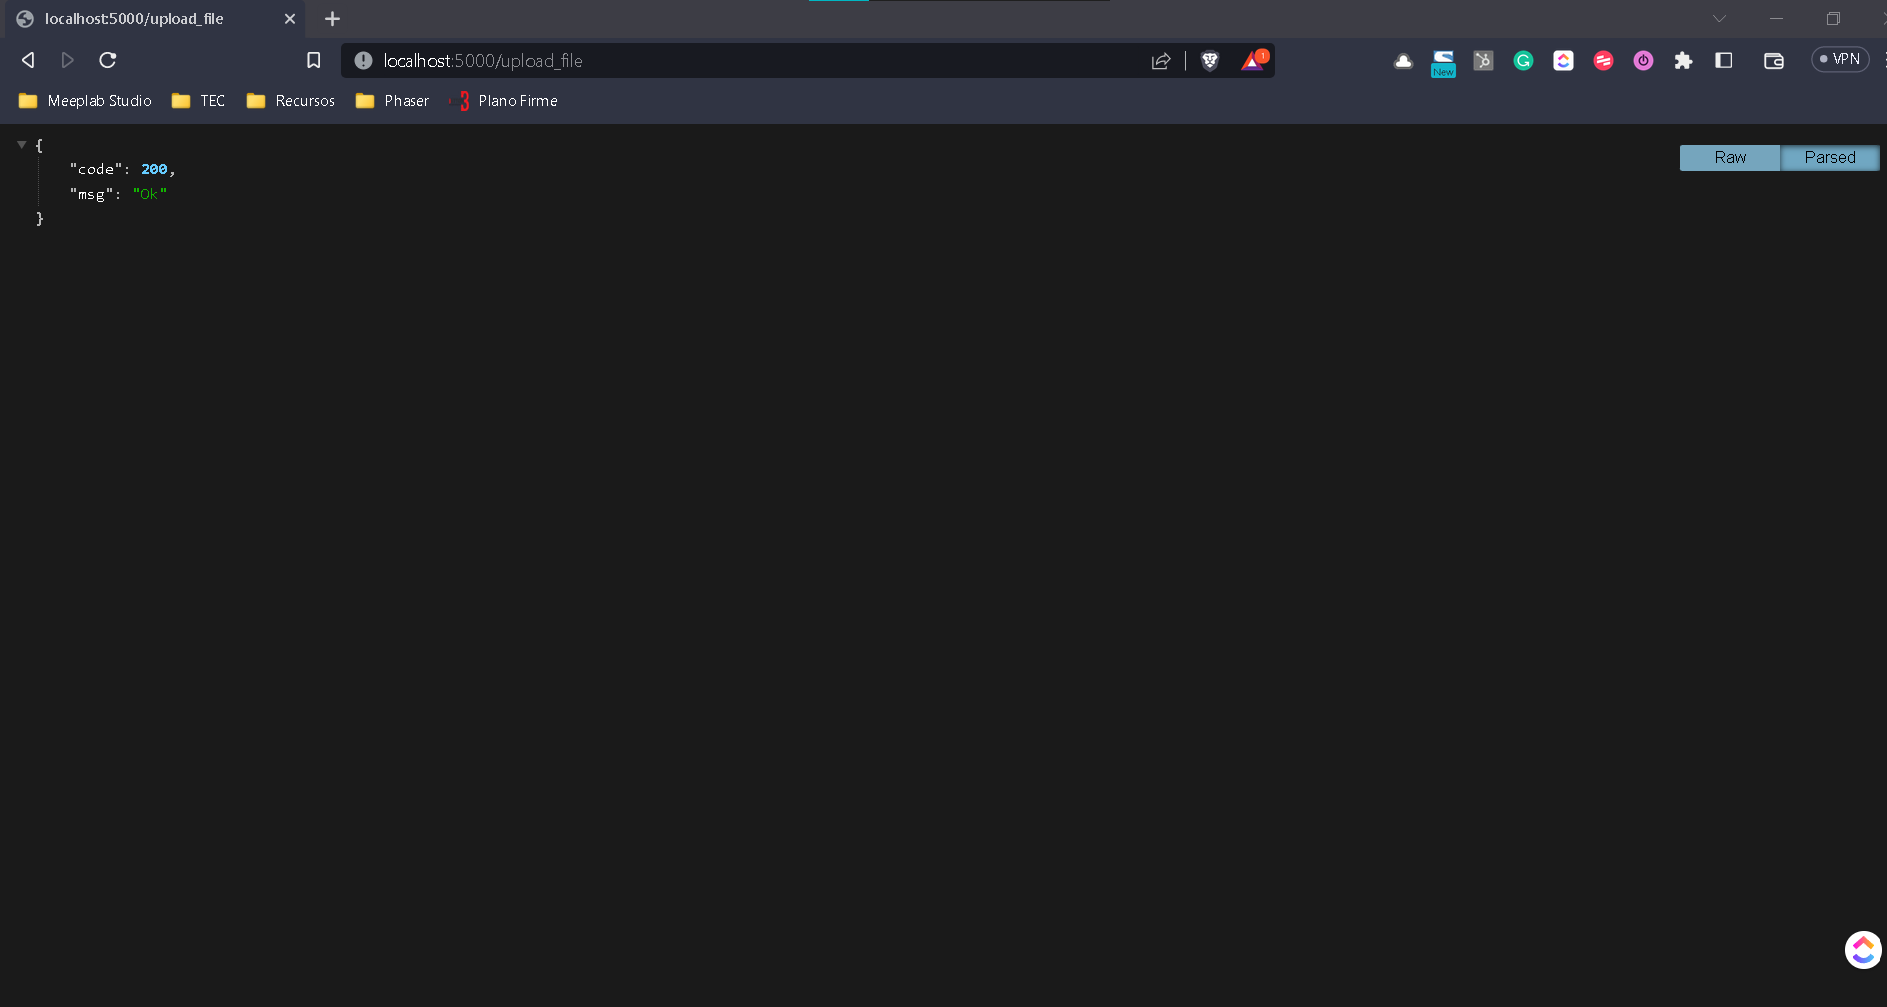 localhost:5000/upload_file
localhost:5000/upload_file
1
New
VPN
Meeplab Studio TEC Recursos Phaser Plano Firme
{
"code": 200,
"msg": "Ok"
}
Raw Parsed